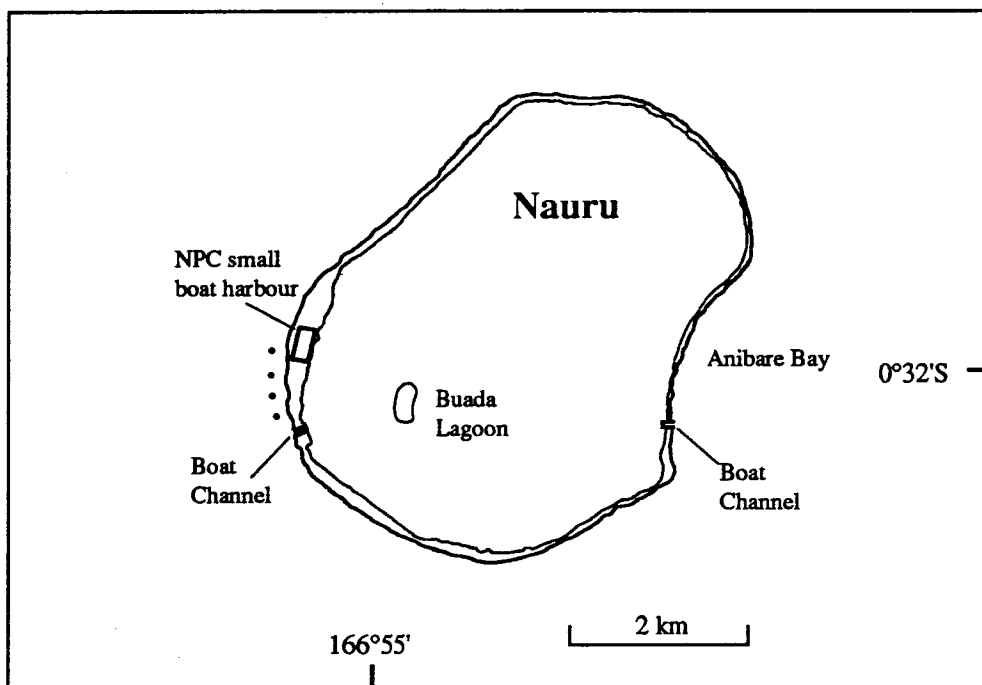 Nauru
NPC small
boat harbour
Anibare Bay
0°32'S
Buada
Lagoon
Boat
Channel
Boat
Channel
2 km
166°55'